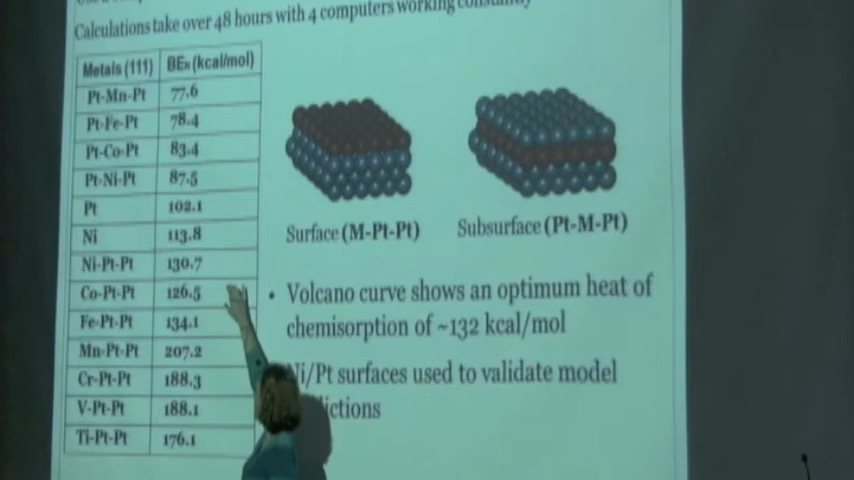 Calculations take over 48 hours with 4 computers working constantly
Metals (111) BEN (kcal/mol)
Pt-Mn-Pt 77.6
Pt-Fe-Pt 78.4
Pt-Co-Pt 83.4
Pt-Ni-Pt 87.5
Pt 102.1
Ni 113.8
Ni-Pt-Pt 130.7
Co-Pt-Pt 126.5
Fe-Pt-Pt 134.1
Mn-Pt-Pt 207.2
Cr-Pt-Pt 188.3
V-Pt-Pt 188.1
Ti-Pt-Pt 176.1
Surface (M-Pt-Pt)
Subsurface (Pt-M-Pt)
• Volcano curve shows an optimum heat of
chemisorption of ~132 kcal/mol
Ni/Pt surfaces used to validate model
ictions